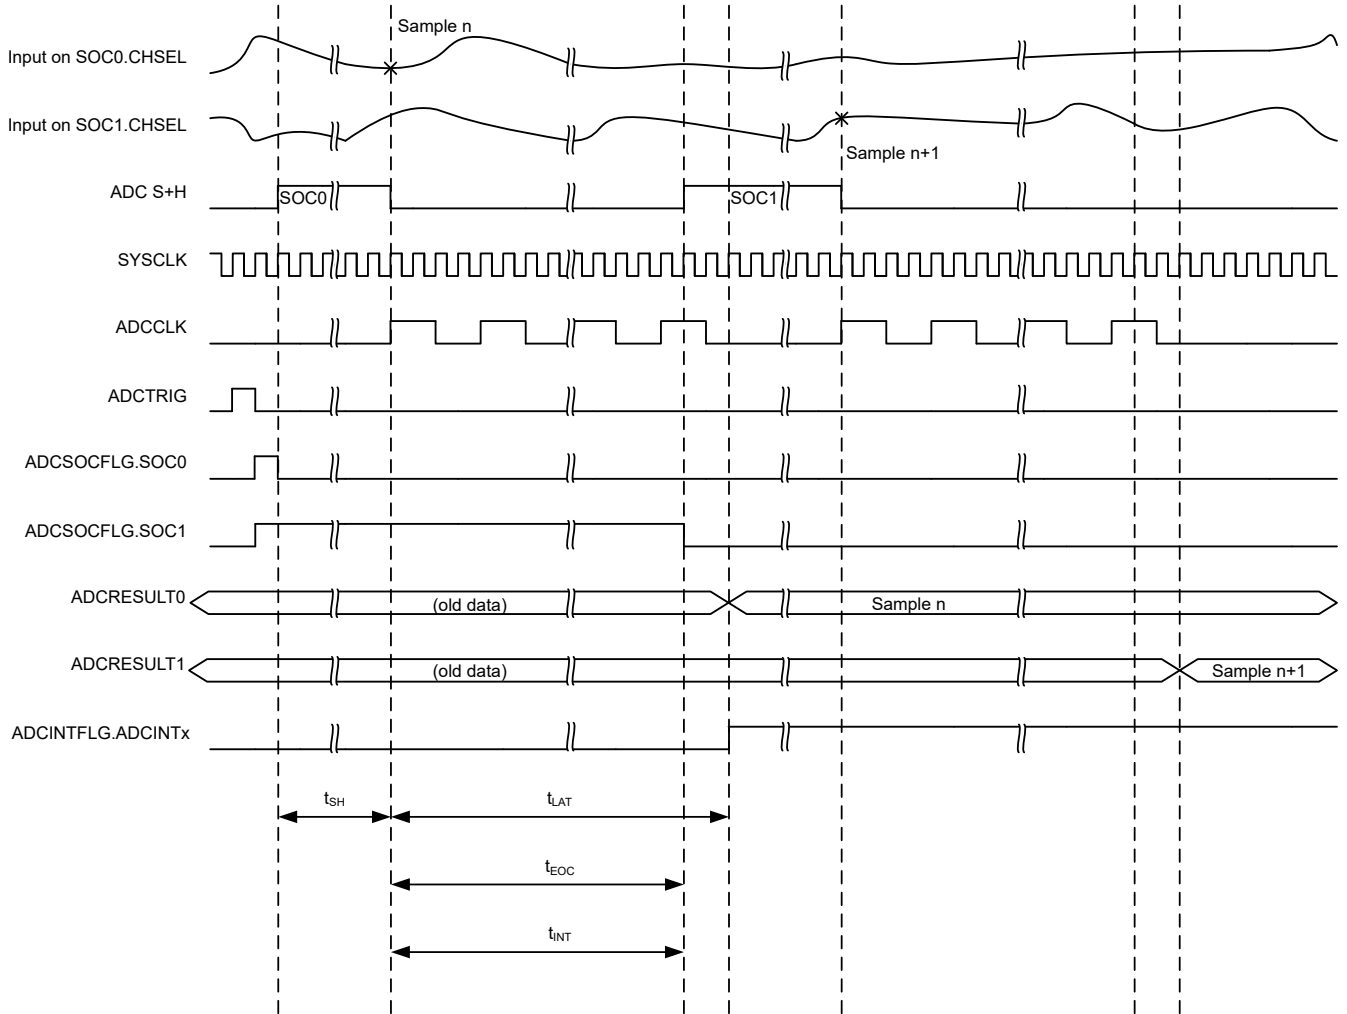 Sample n
Input on SOC0.CHSEL
Input on SOC1.CHSEL
Sample n+1
ADC S+H
SOC0
SOC1
SYSCLK
ADCCLK
ADCTRIG
ADCSOCFLG.SOC0
ADCSOCFLG.SOC1
ADCRESULT0
(old data)
Sample n
ADCRESULT1
(old data)
Sample n+1
ADCINTFLG.ADCINTx
tSH
tLAT
tEOC
tINT